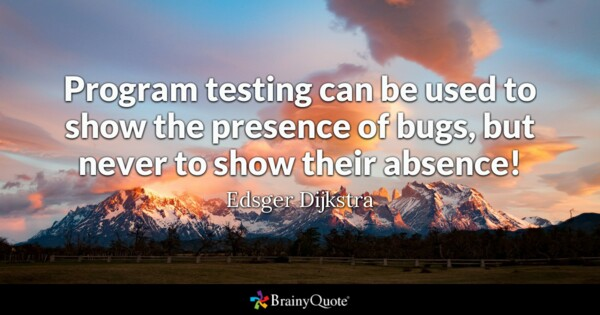 Program testing can be used to
show the presence of bugs, but
never to show their absence!
Edsger Dijkstra
BrainyQuote